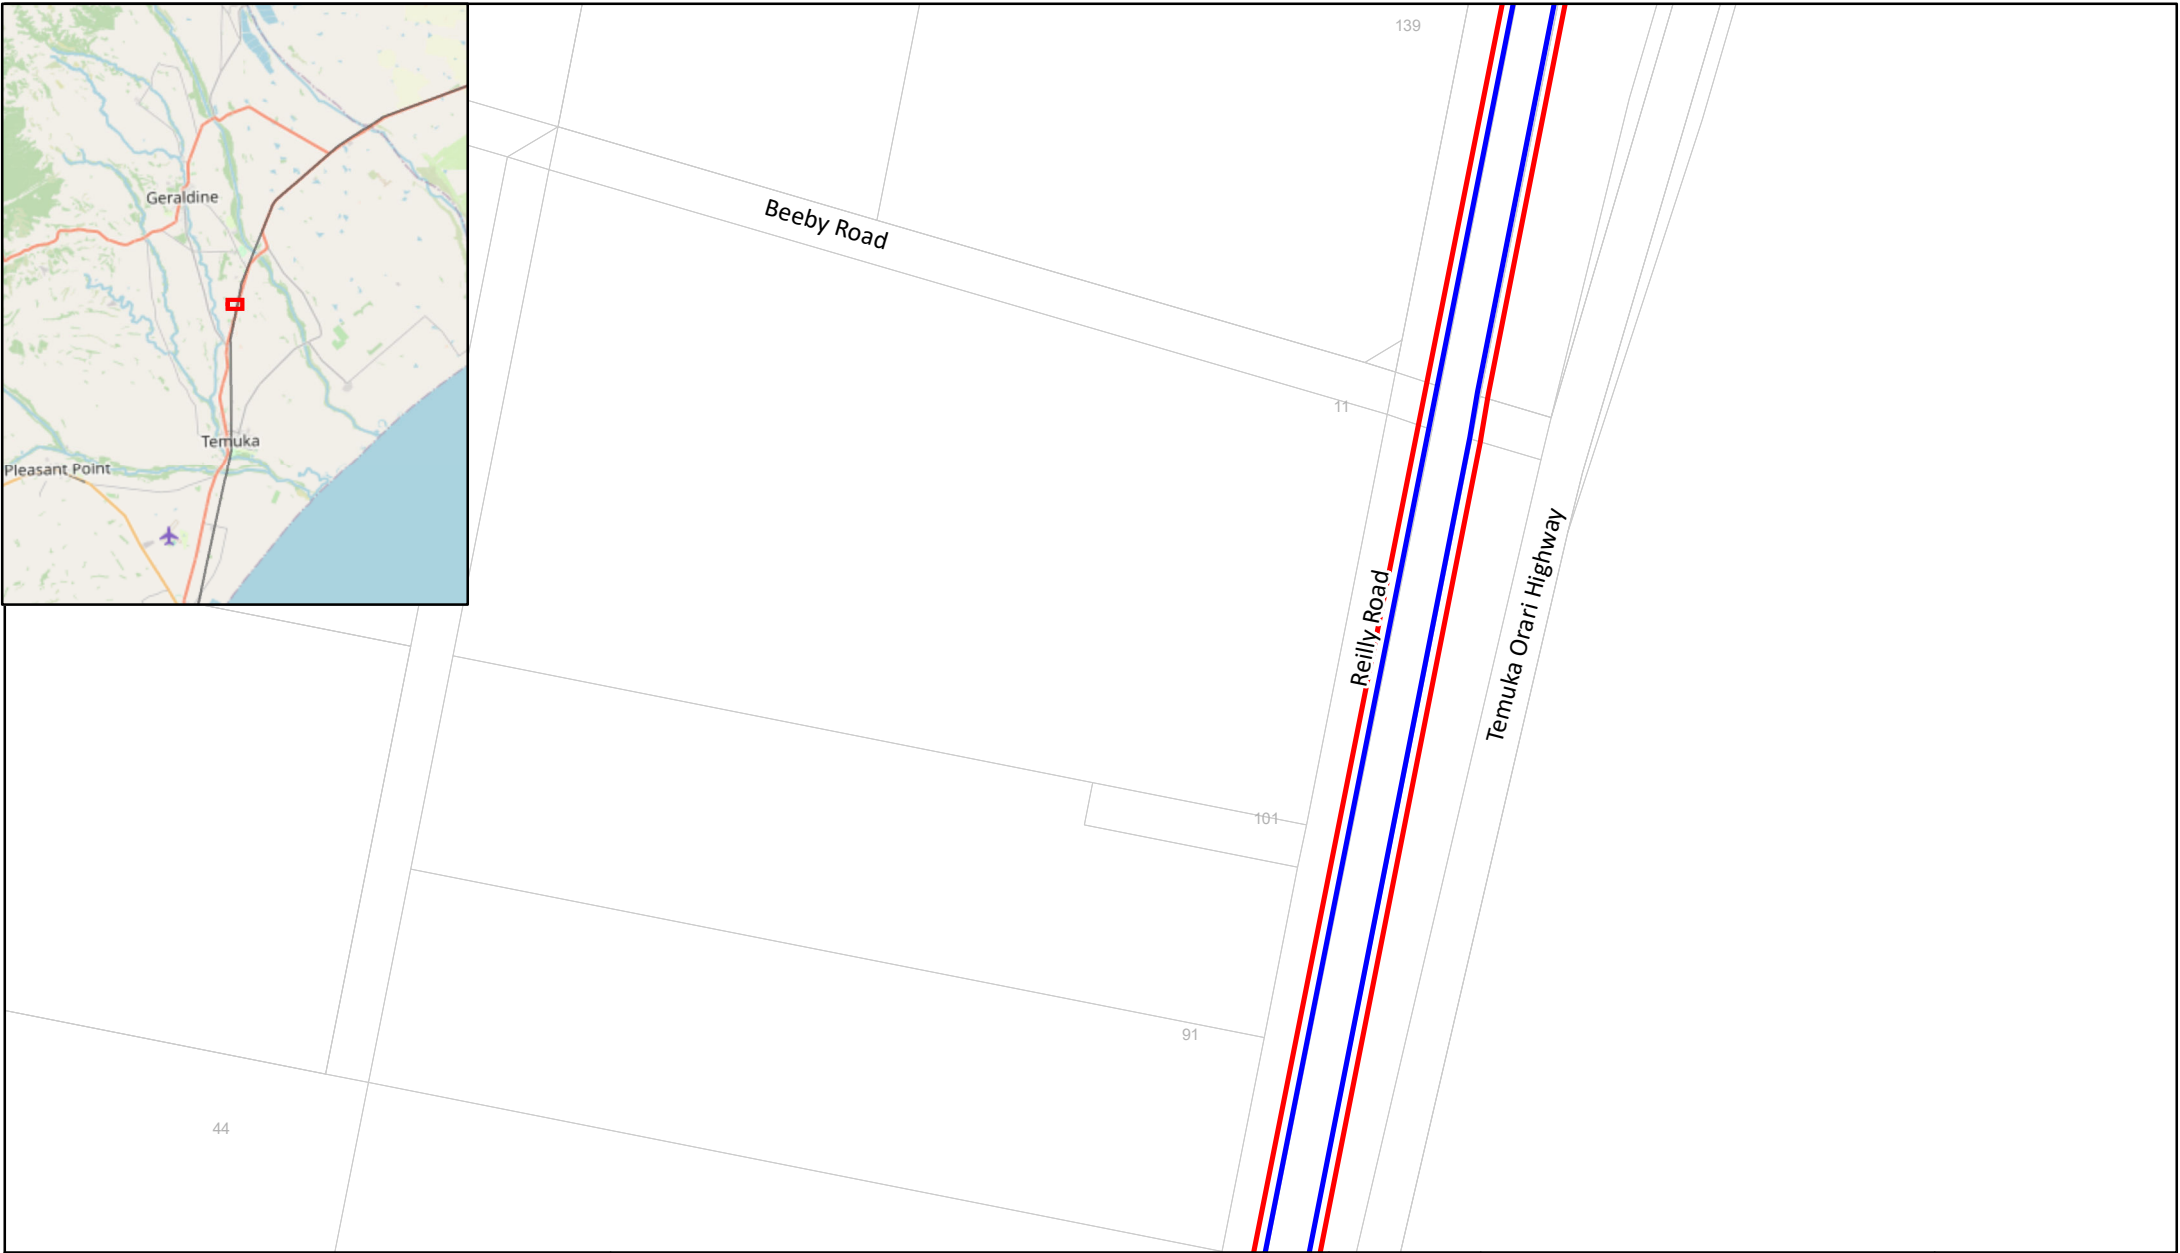 139
Geraldine
Beeby Road
11
Temuka
Pleasant Point
Reilly Road
Temuka Orari Highway
101
91
44